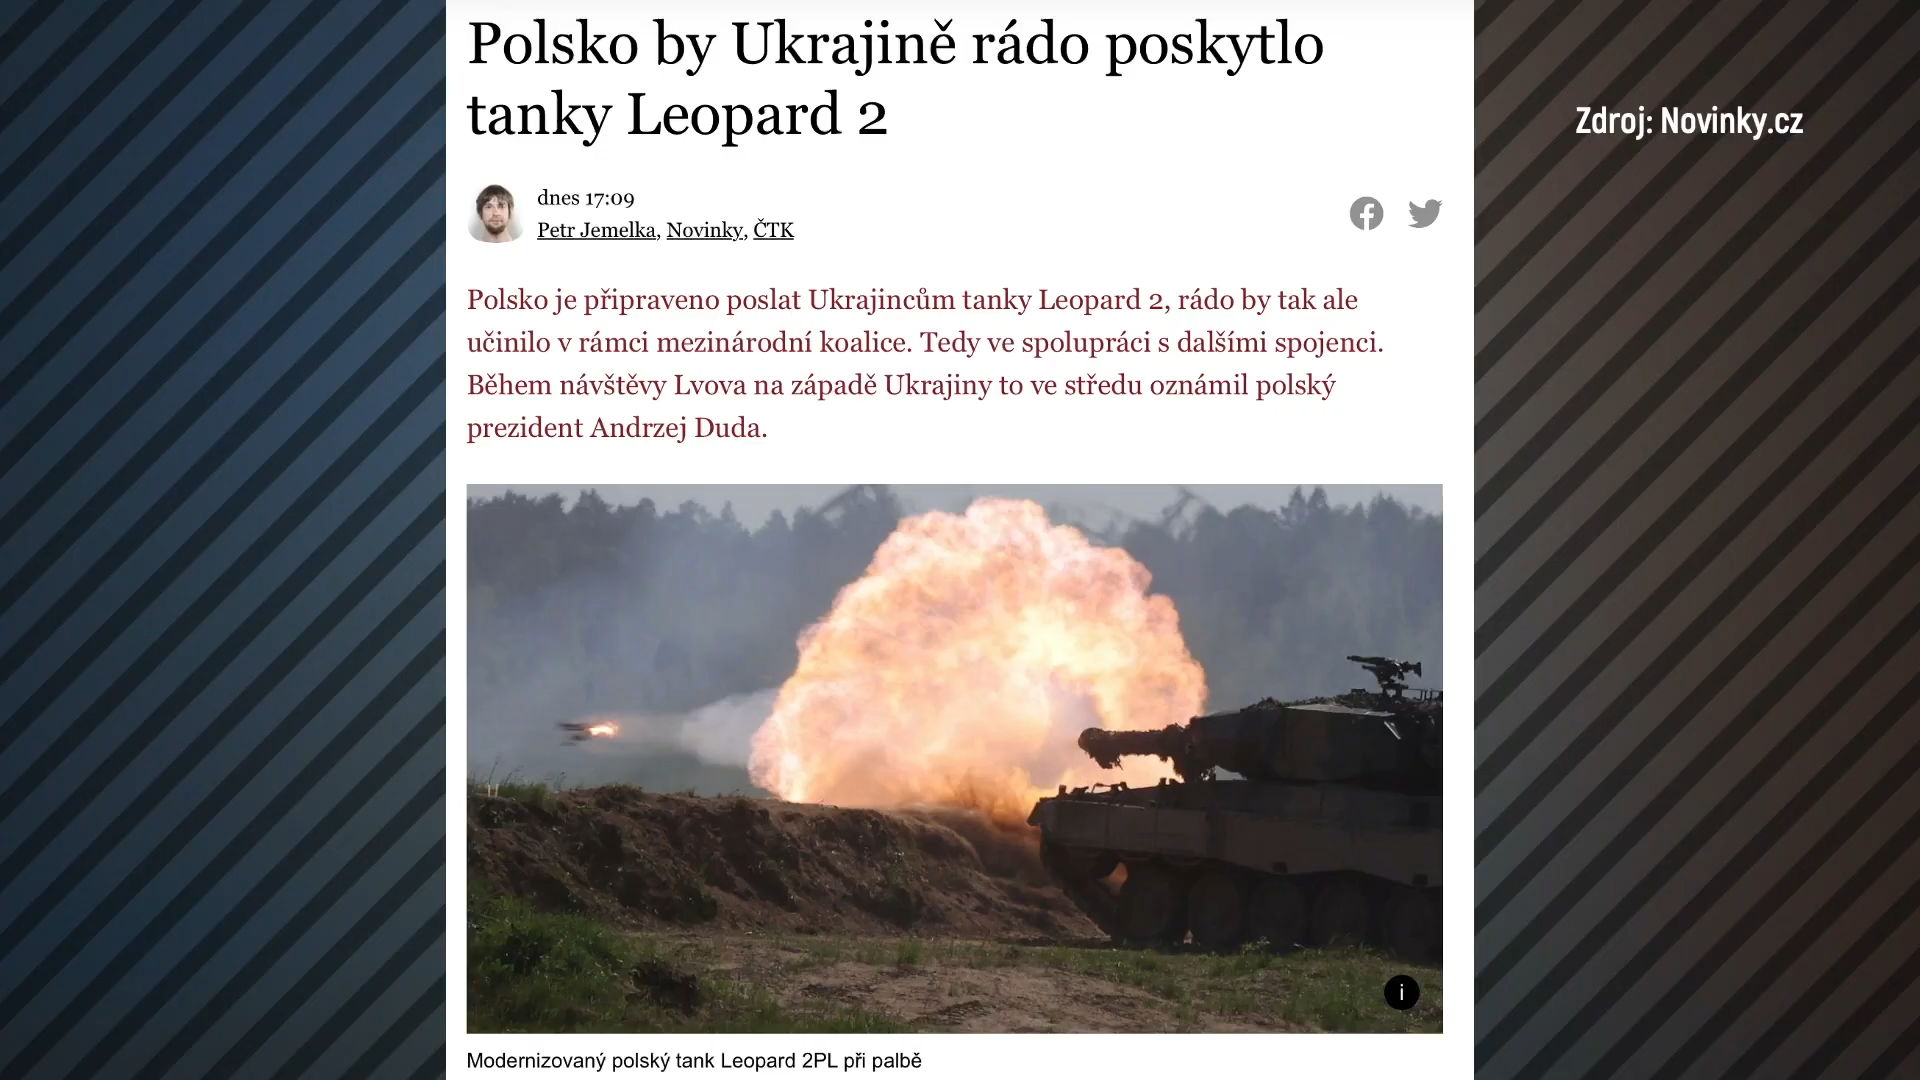 Polsko by Ukrajině rádo poskytlo
tanky Leopard 2
Zdroj: Novinky.cz
dnes 17:09
Petr Jemelka, Novinky, ČTK
Polsko je připraveno poslat Ukrajincům tanky Leopard 2, rádo by tak ale
učinilo v rámci mezinárodní koalice. Tedy ve spolupráci s dalšími spojenci.
Během návštěvy Lvova na západě Ukrajiny to ve středu oznámil polský
prezident Andrzej Duda.
i
Modernizovaný polský tank Leopard 2PL při palbě